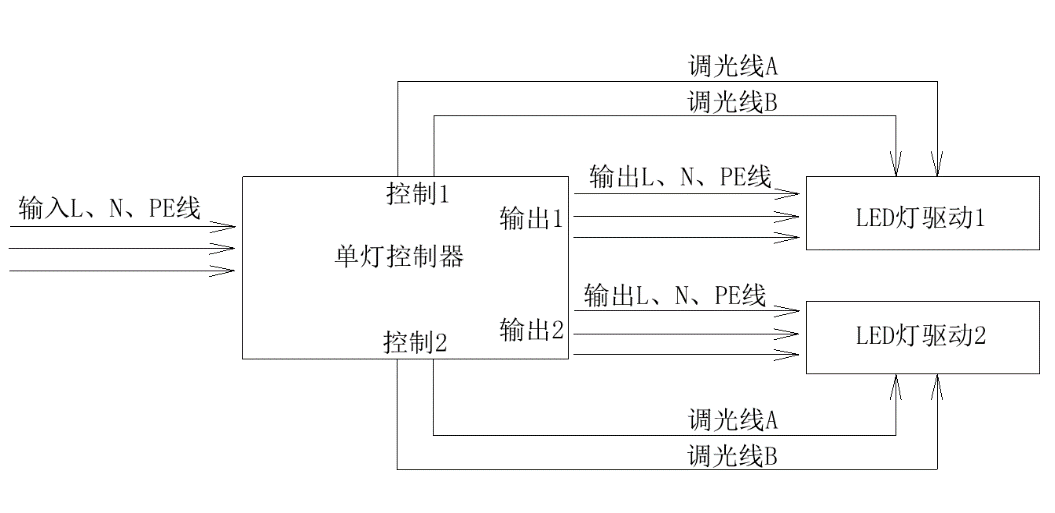 调光线A
调光线B
输出L、N、PE线
控制1
输入L、N、PE线
输出1
LED灯驱动1
单灯控制器
输出L、N、PE线
输出2
LED灯驱动2
控制2
调光线A
调光线B